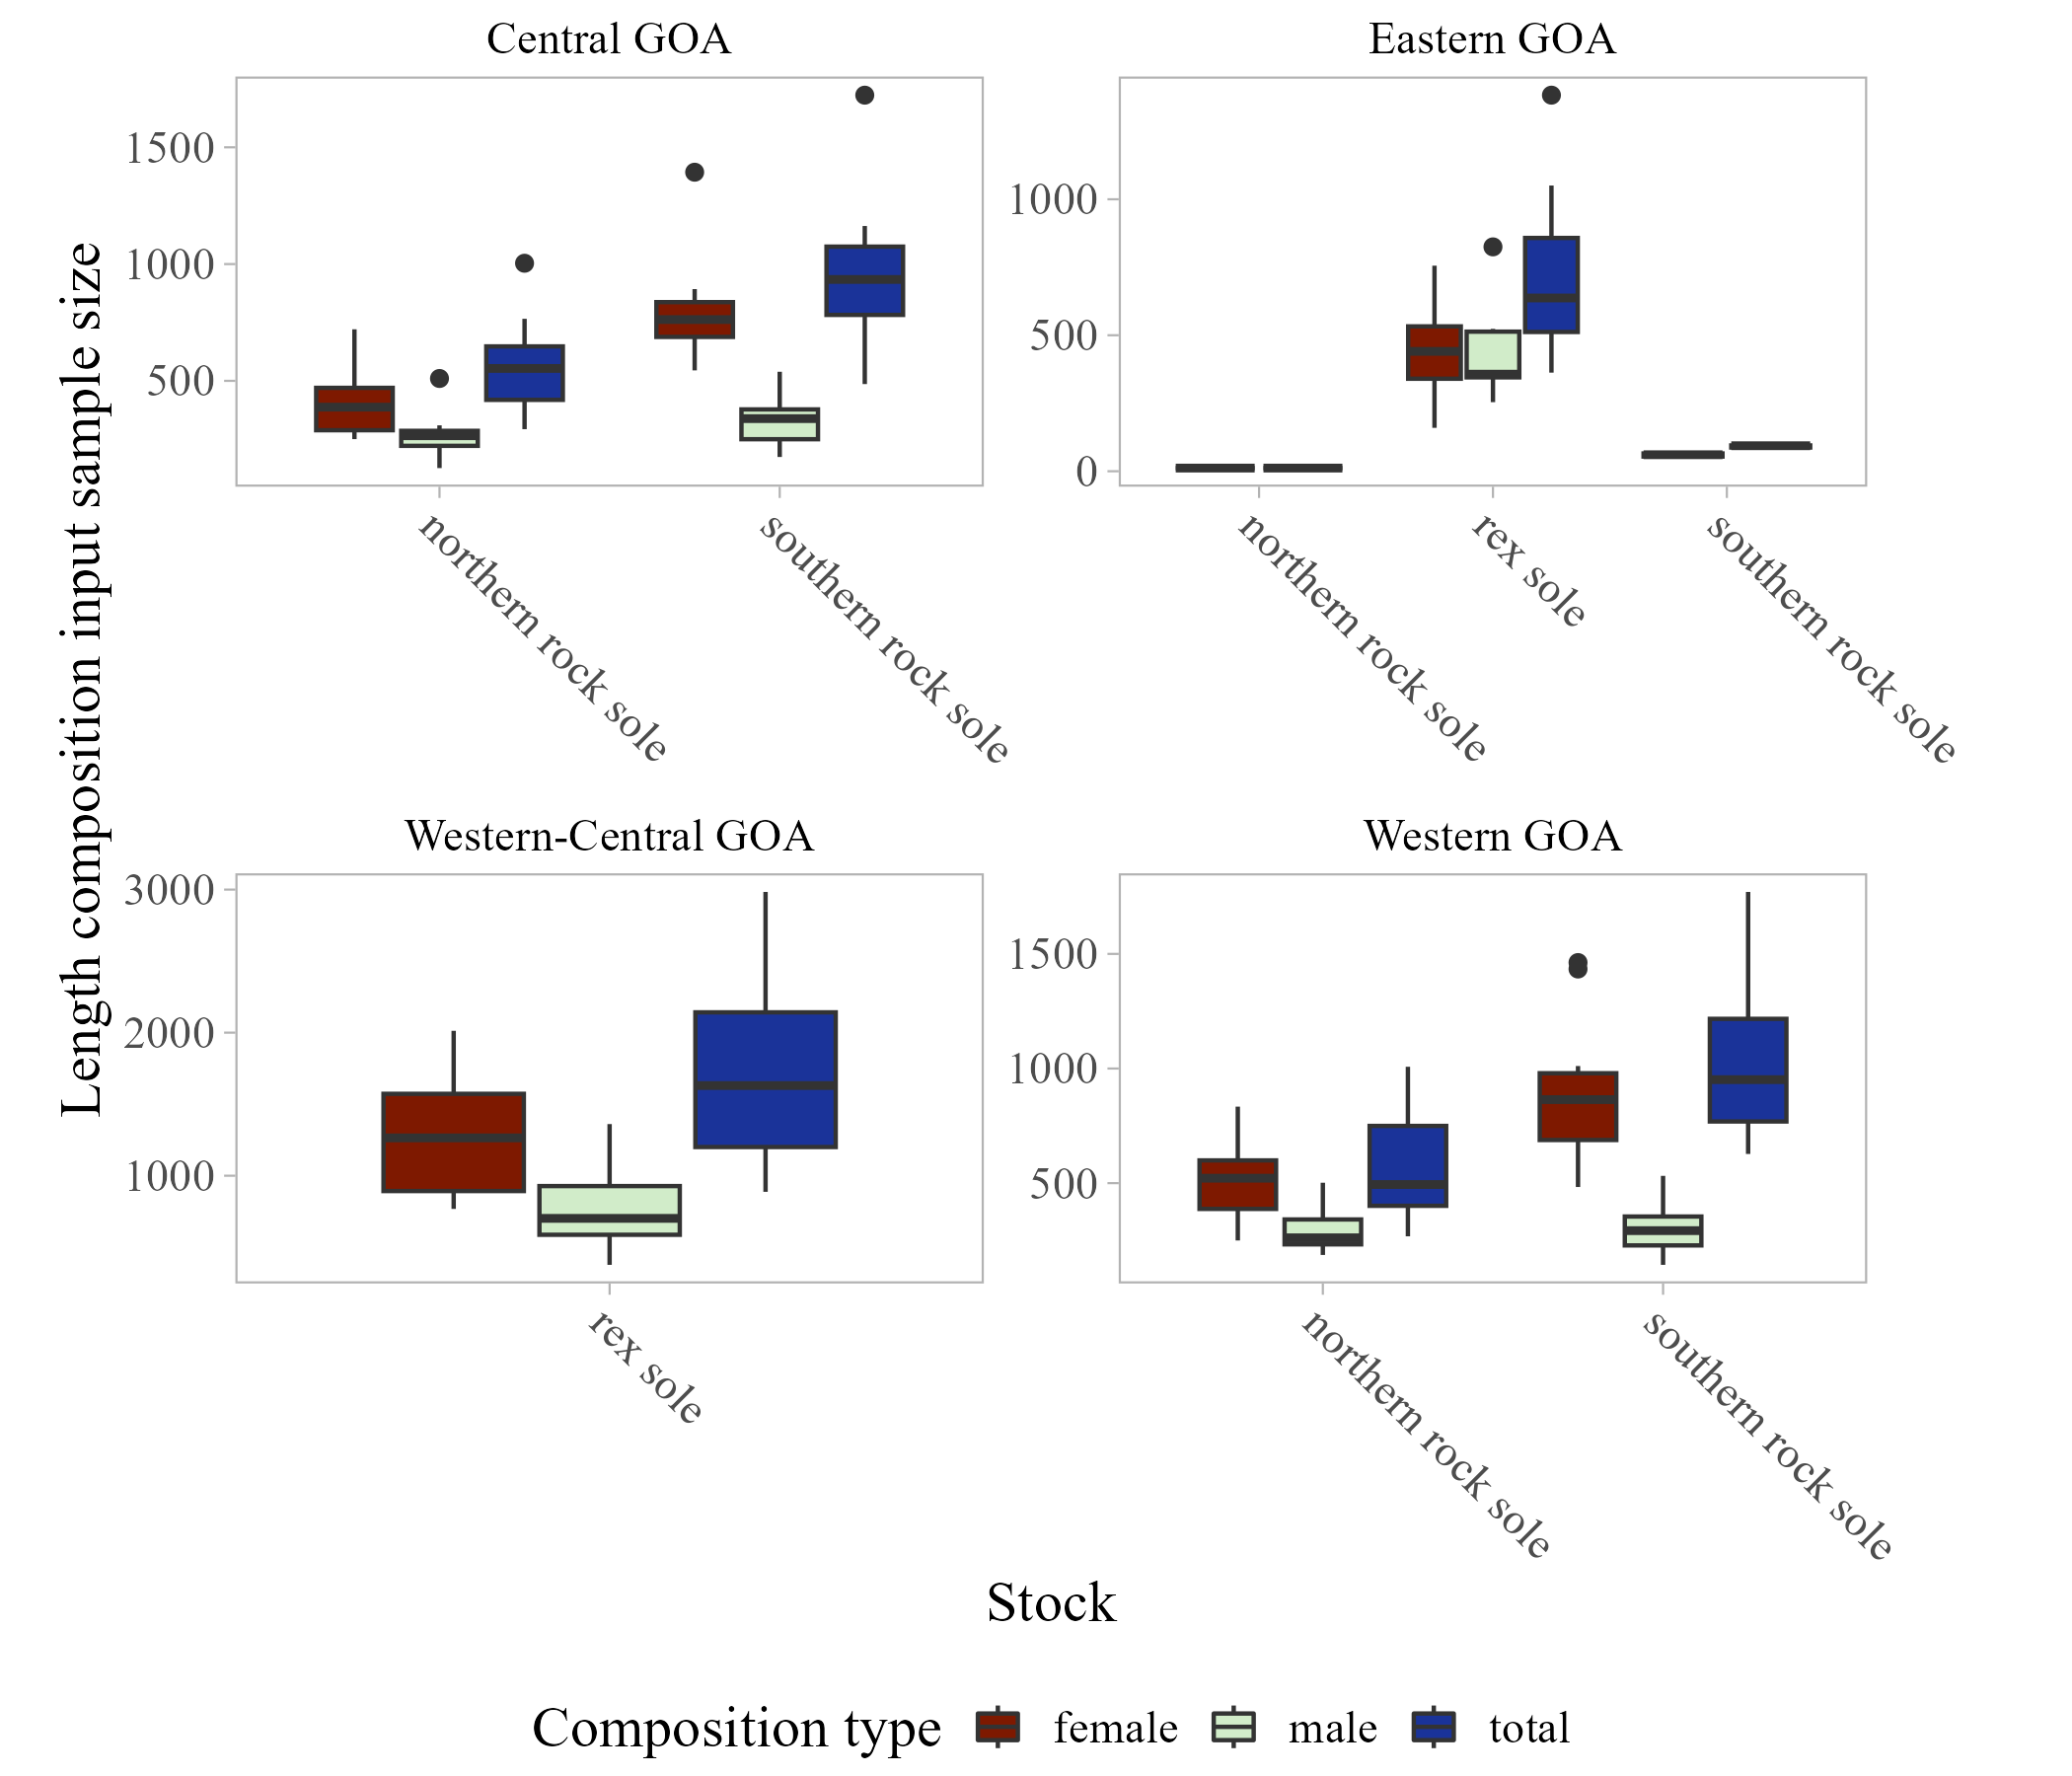 Central GOA
Eastern GOA
Length composition input sample size
1500
1000
500
1000
500
0
northern rock sole
southern rock sole
northern rock sole
rex sole
southern rock sole
Western-Central GOA
Western GOA
3000
2000
1000
1500
1000
500
rex sole
northern rock sole
southern rock sole
Stock
Composition type female male total